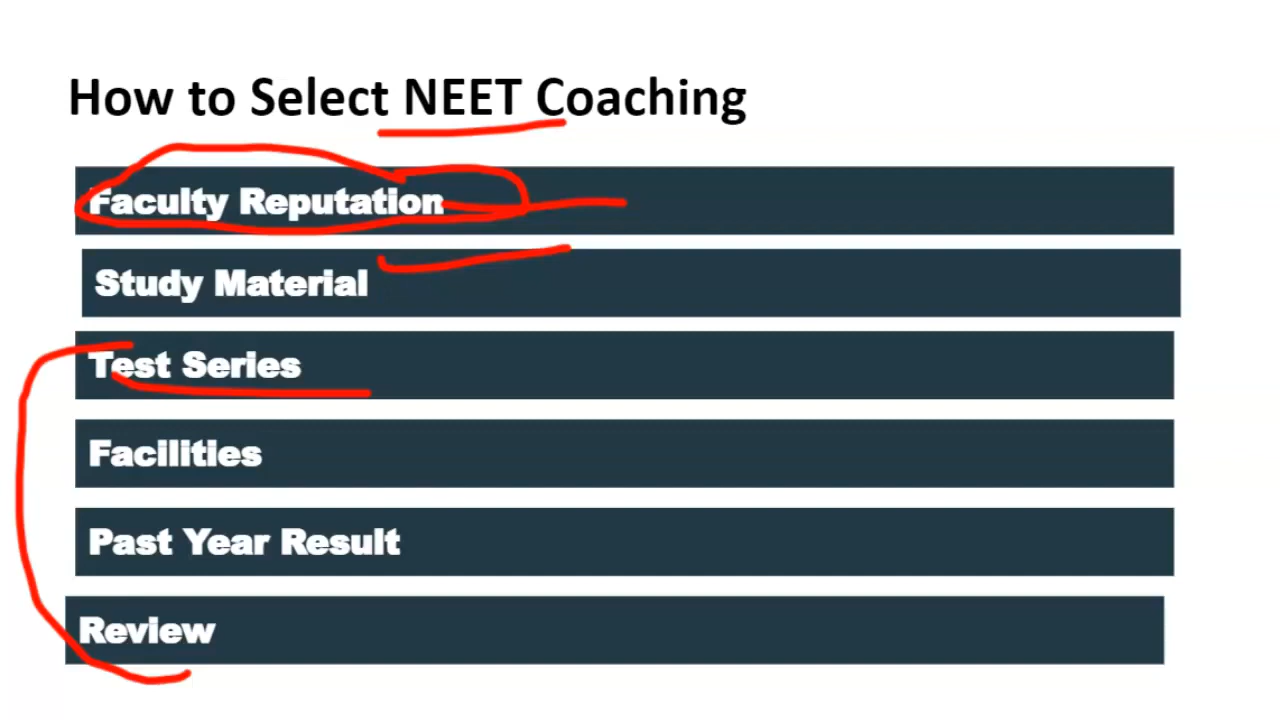 How to Select NEET Coaching
Faculty Reputation
Study Material
Test Series
Facilities
Past Year Result
Review